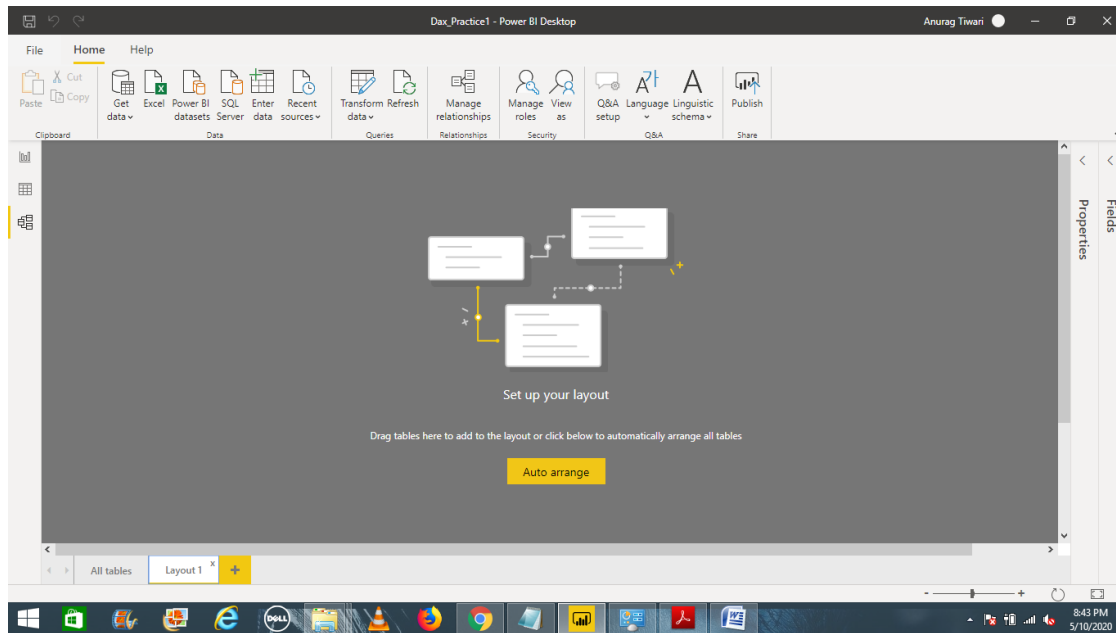 Dax_Practice1 - Power BI Desktop
Anurag Tiwari
File Home Help
Paste
Cut
Copy
Clipboard
Get data
Excel
Power BI datasets
SQL Server
Enter data
Recent sources
Data
Transform data
Refresh
Queries
Manage relationships
Relationships
Manage roles
View as
Security
Q&A setup
Language
Linguistic schema
Q&A
Publish
Share
Properties
Fields
Set up your layout
Drag tables here to add to the layout or click below to automatically arrange all tables
Auto arrange
All tables
Layout 1 x
+
- +
DELL
8:43 PM
5/10/2020